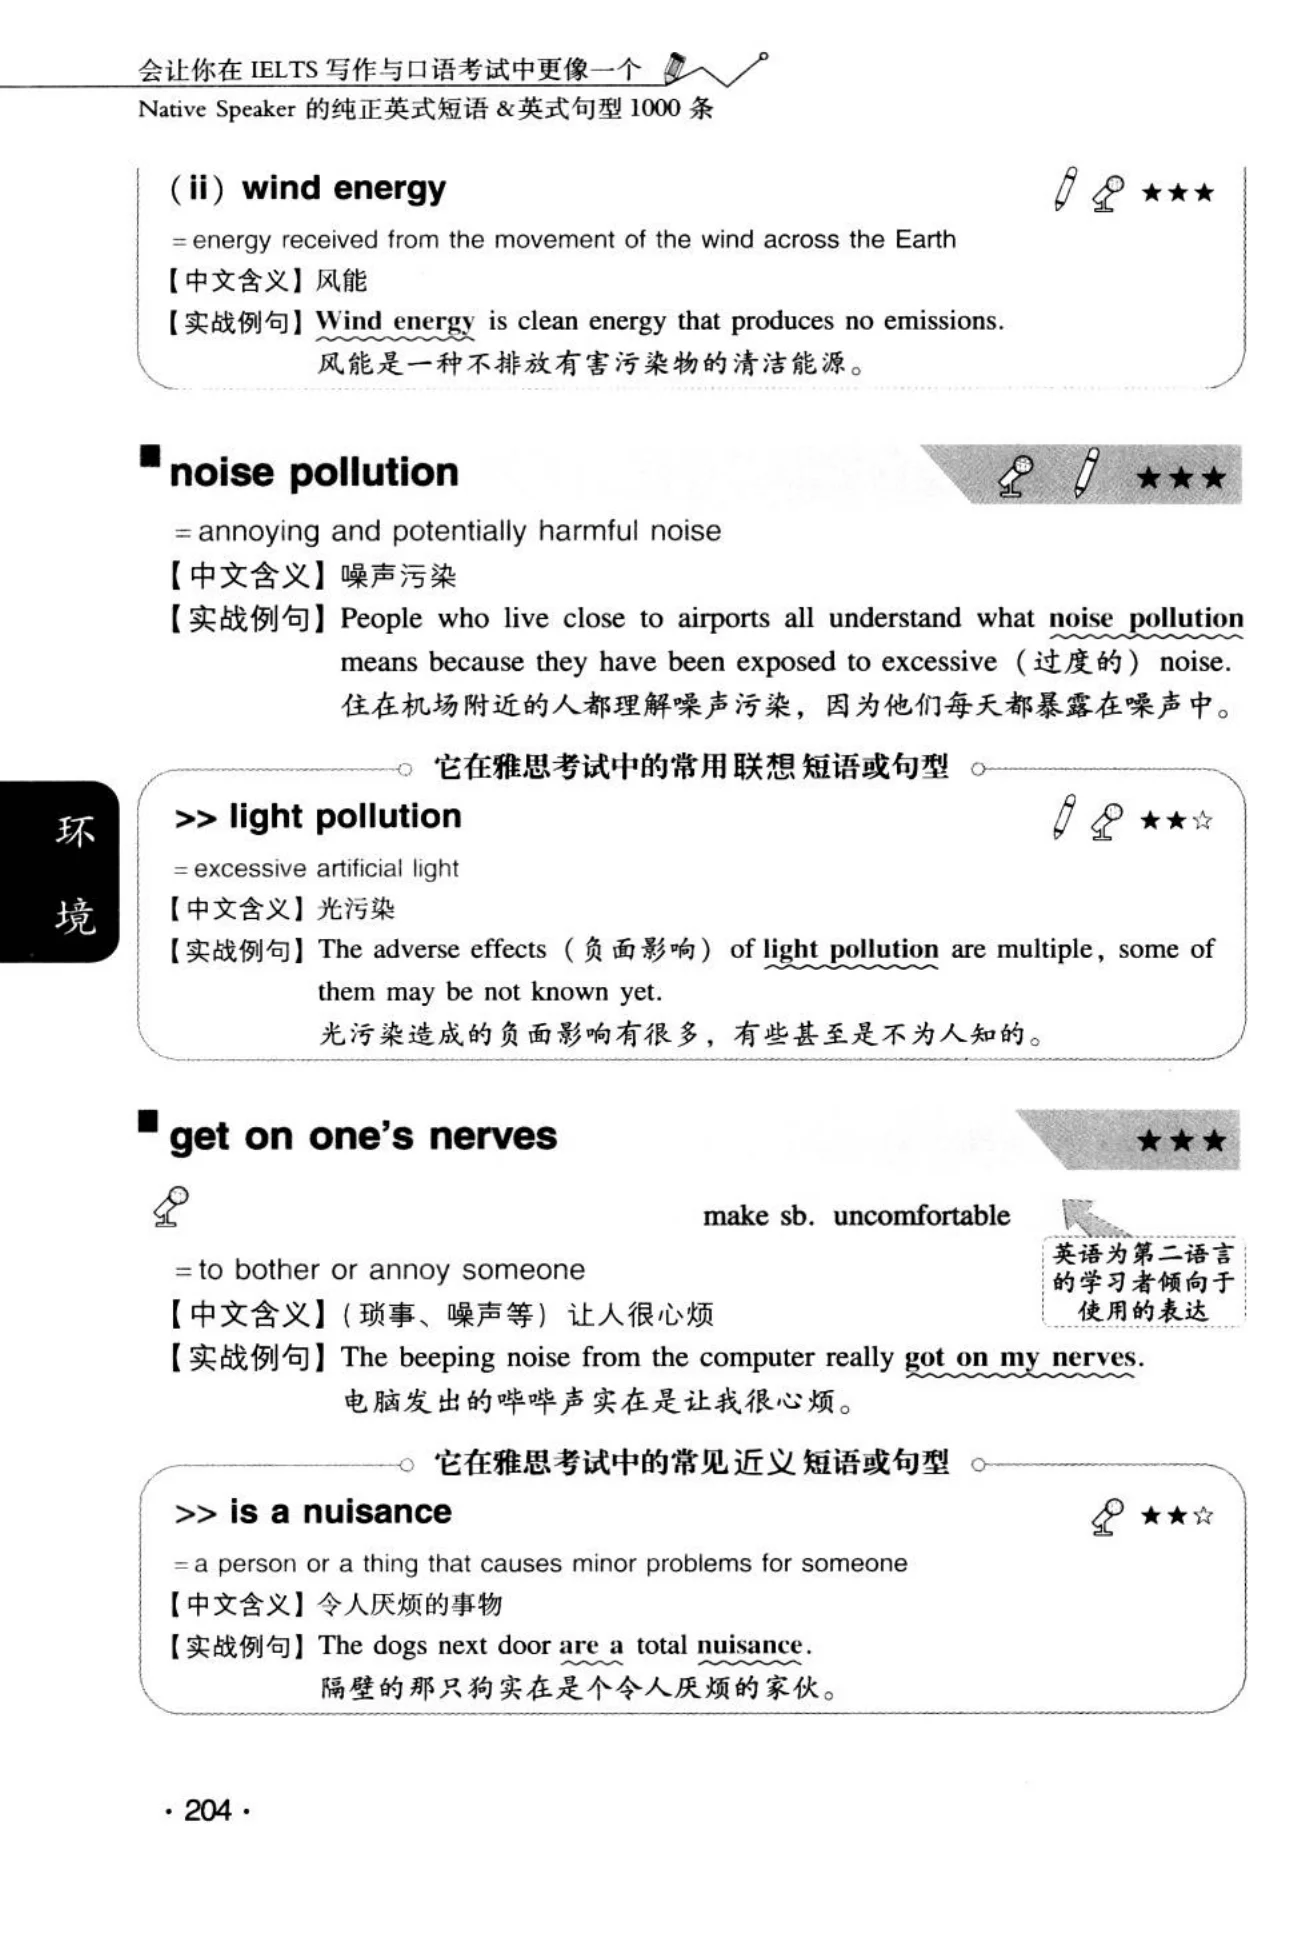 会让你在 IELTS 写作与口语考试中更像一个
Native Speaker 的纯正英式短语 & 英式句型 1000 条
(ii) wind energy ★★★
= energy received from the movement of the wind across the Earth
【中文含义】风能
【实战例句】Wind energy is clean energy that produces no emissions.
风能是一种不排放有害污染物的清洁能源。
■ noise pollution ★★★
= annoying and potentially harmful noise
【中文含义】噪声污染
【实战例句】People who live close to airports all understand what noise pollution
means because they have been exposed to excessive (过度的) noise.
住在机场附近的人都理解噪声污染，因为他们每天都暴露在噪声中。
它在雅思考试中的常用联想短语或句型
>> light pollution ★★☆
= excessive artificial light
【中文含义】光污染
【实战例句】The adverse effects (负面影响) of light pollution are multiple, some of
them may be not known yet.
光污染造成的负面影响有很多，有些甚至是不为人知的。
环
境
■ get on one's nerves ★★★
make sb. uncomfortable
英语为第二语言
的学习者倾向于
使用的表达
= to bother or annoy someone
【中文含义】(琐事、噪声等) 让人很心烦
【实战例句】The beeping noise from the computer really got on my nerves.
电脑发出的哔哔声实在是让我很心烦。
它在雅思考试中的常见近义短语或句型
>> is a nuisance ★★☆
= a person or a thing that causes minor problems for someone
【中文含义】令人厌烦的事物
【实战例句】The dogs next door are a total nuisance.
隔壁的那只狗实在是个令人厌烦的家伙。
· 204 ·